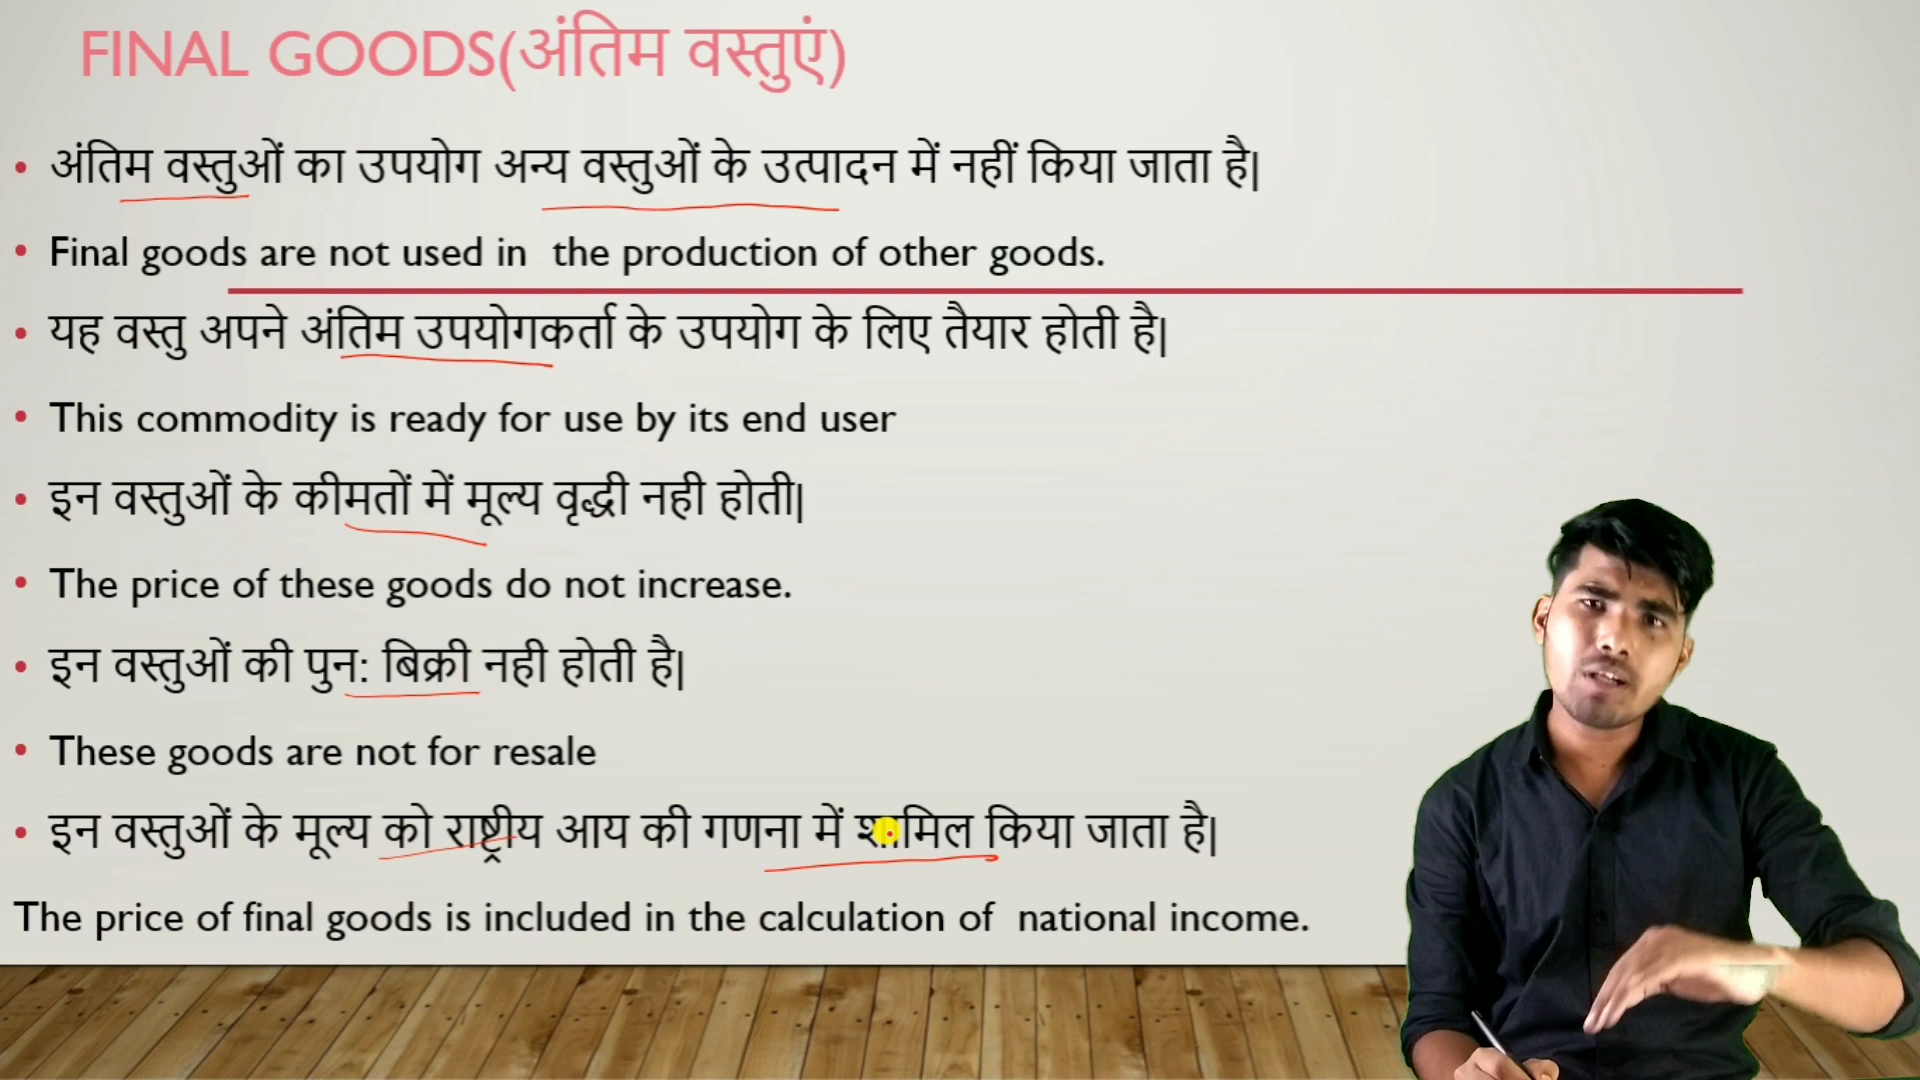 FINAL GOODS(अंतिम वस्तुएं)
• अंतिम वस्तुओं का उपयोग अन्य वस्तुओं के उत्पादन में नहीं किया जाता है|
• Final goods are not used in  the production of other goods.
• यह वस्तु अपने अंतिम उपयोगकर्ता के उपयोग के लिए तैयार होती है|
• This commodity is ready for use by its end user
• इन वस्तुओं के कीमतों में मूल्य वृद्धी नही होती|
• The price of these goods do not increase.
• इन वस्तुओं की पुन: बिक्री नही होती है|
• These goods are not for resale
• इन वस्तुओं के मूल्य को राष्ट्रीय आय की गणना में शामिल किया जाता है|
The price of final goods is included in the calculation of  national income.